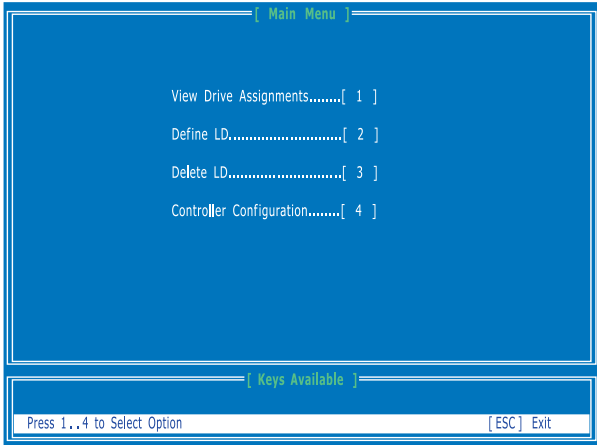 [ Main Menu ]
View Drive Assignments........[ 1 ]
Define LD...........................[ 2 ]
Delete LD...........................[ 3 ]
Controller Configuration........[ 4 ]
[ Keys Available ]
Press 1..4 to Select Option [ESC] Exit